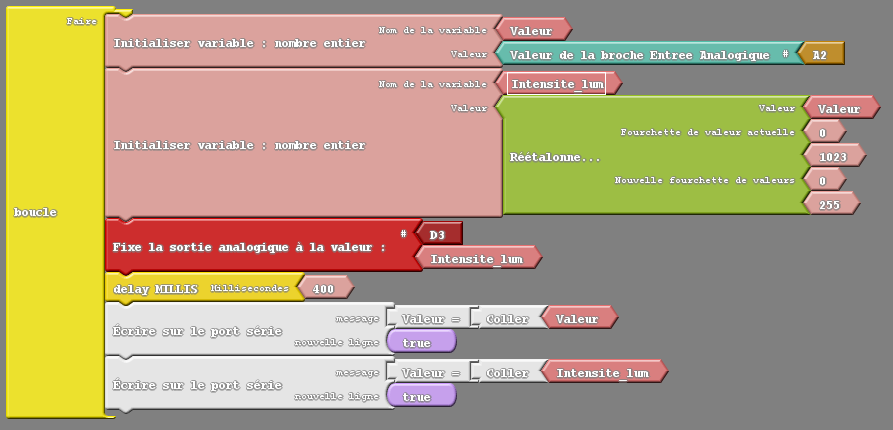 Faire
Initialiser variable : nombre entier
Nom de la variable
Valeur
Valeur
Valeur de la broche Entree Analogique #
A2
Initialiser variable : nombre entier
Nom de la variable
Intensite_lum
Valeur
Réétalonne...
Valeur
Valeur
Fourchette de valeur actuelle
0
1023
Nouvelle fourchette de valeurs
0
255
boucle
Fixe la sortie analogique à la valeur :
#
D3
Intensite_lum
delay MILLIS
Millisecondes
400
Écrire sur le port série
message
Valeur =
Coller
Valeur
nouvelle ligne
true
Écrire sur le port série
message
Valeur =
Coller
Intensite_lum
nouvelle ligne
true